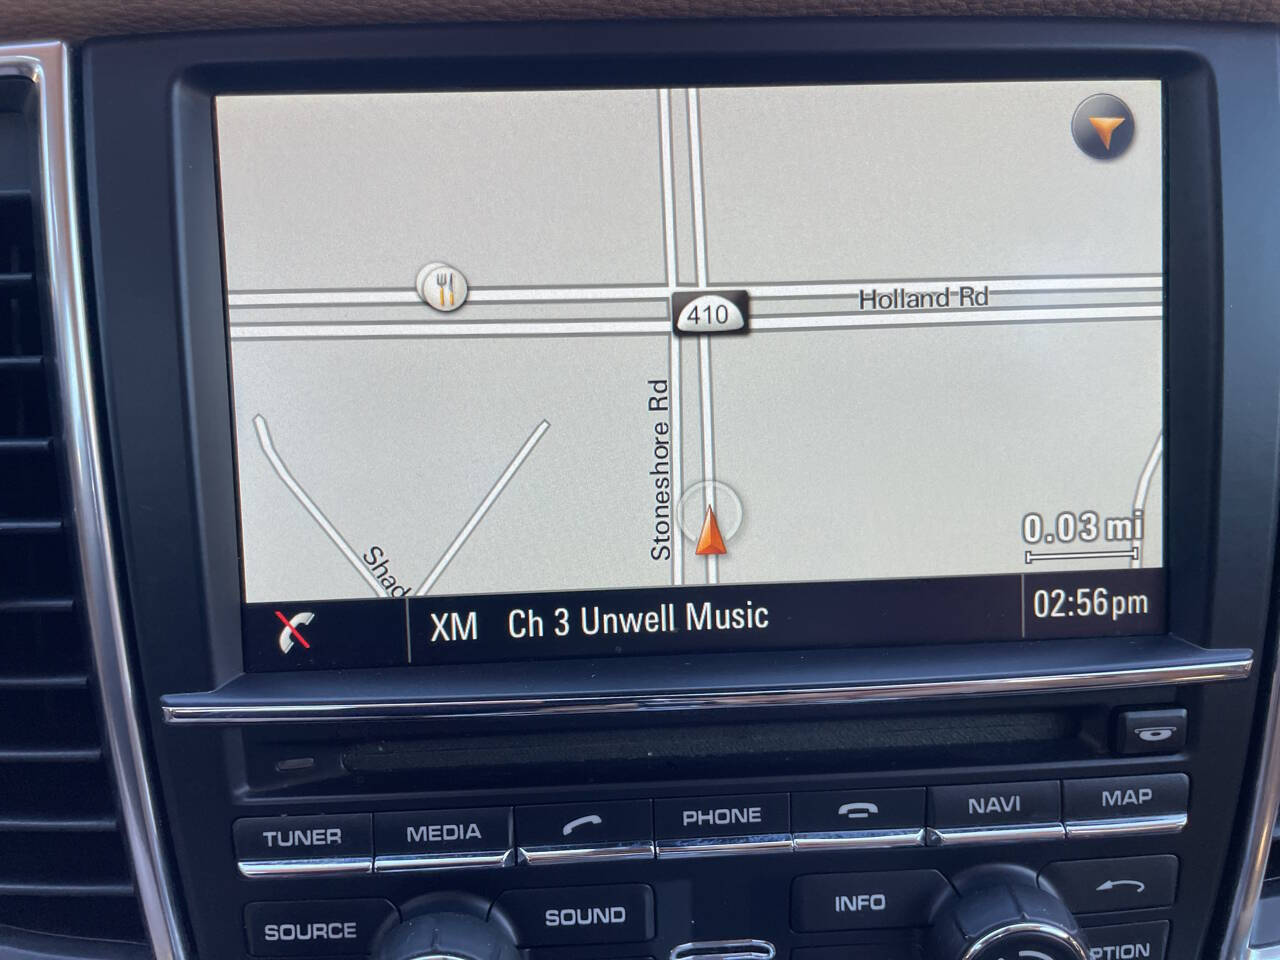 410
Holland Rd
Stoneshore Rd
Shad
0.03 mi
XM Ch 3 Unwell Music
02:56pm
TUNER
MEDIA
PHONE
NAVI
MAP
SOURCE
SOUND
INFO
PTION